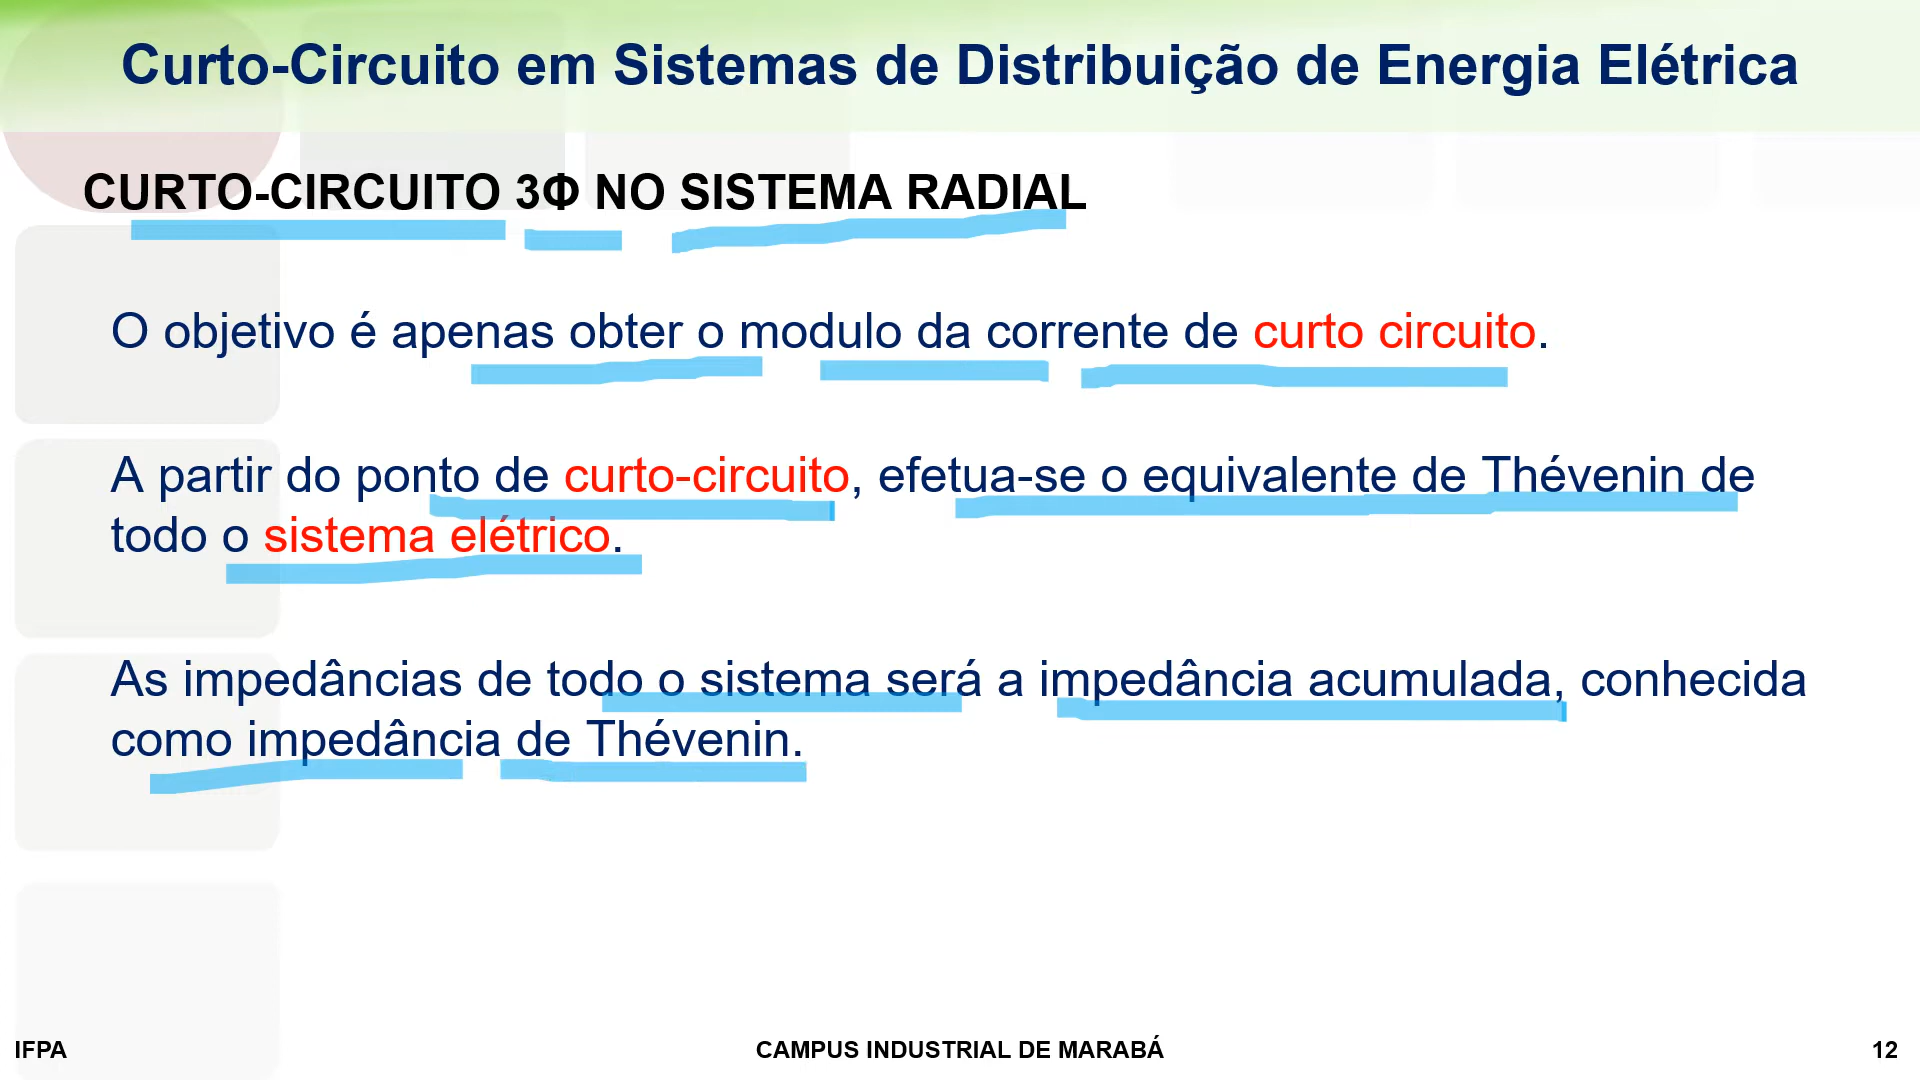 Curto-Circuito em Sistemas de Distribuição de Energia Elétrica
CURTO-CIRCUITO 3Φ NO SISTEMA RADIAL
O objetivo é apenas obter o modulo da corrente de curto circuito.
A partir do ponto de curto-circuito, efetua-se o equivalente de Thévenin de
todo o sistema elétrico.
As impedâncias de todo o sistema será a impedância acumulada, conhecida
como impedância de Thévenin.
IFPA
CAMPUS INDUSTRIAL DE MARABÁ
12